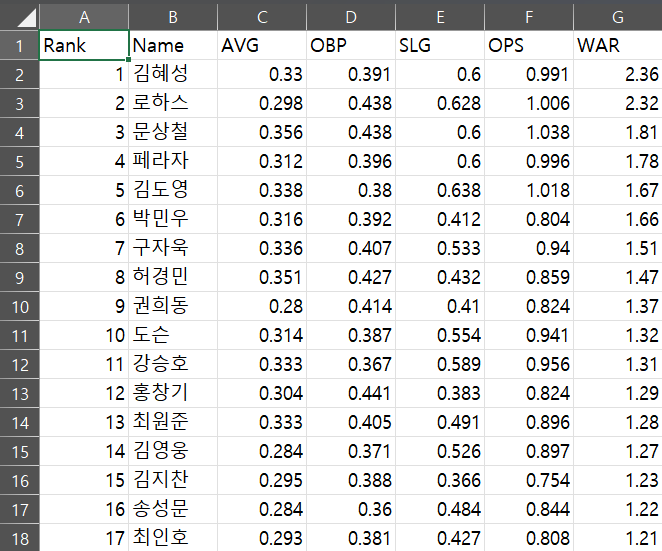 A B C D E F G
1 Rank Name AVG OBP SLG OPS WAR
2 1 김혜성 0.33 0.391 0.6 0.991 2.36
3 2 로하스 0.298 0.438 0.628 1.006 2.32
4 3 문상철 0.356 0.438 0.6 1.038 1.81
5 4 페라자 0.312 0.396 0.6 0.996 1.78
6 5 김도영 0.338 0.38 0.638 1.018 1.67
7 6 박민우 0.316 0.392 0.412 0.804 1.66
8 7 구자욱 0.336 0.407 0.533 0.94 1.51
9 8 허경민 0.351 0.427 0.432 0.859 1.47
10 9 권희동 0.28 0.414 0.41 0.824 1.37
11 10 도슨 0.314 0.387 0.554 0.941 1.32
12 11 강승호 0.333 0.367 0.589 0.956 1.31
13 12 홍창기 0.304 0.441 0.383 0.824 1.29
14 13 최원준 0.333 0.405 0.491 0.896 1.28
15 14 김영웅 0.284 0.371 0.526 0.897 1.27
16 15 김지찬 0.295 0.388 0.366 0.754 1.23
17 16 송성문 0.284 0.36 0.484 0.844 1.22
18 17 최인호 0.293 0.381 0.427 0.808 1.21